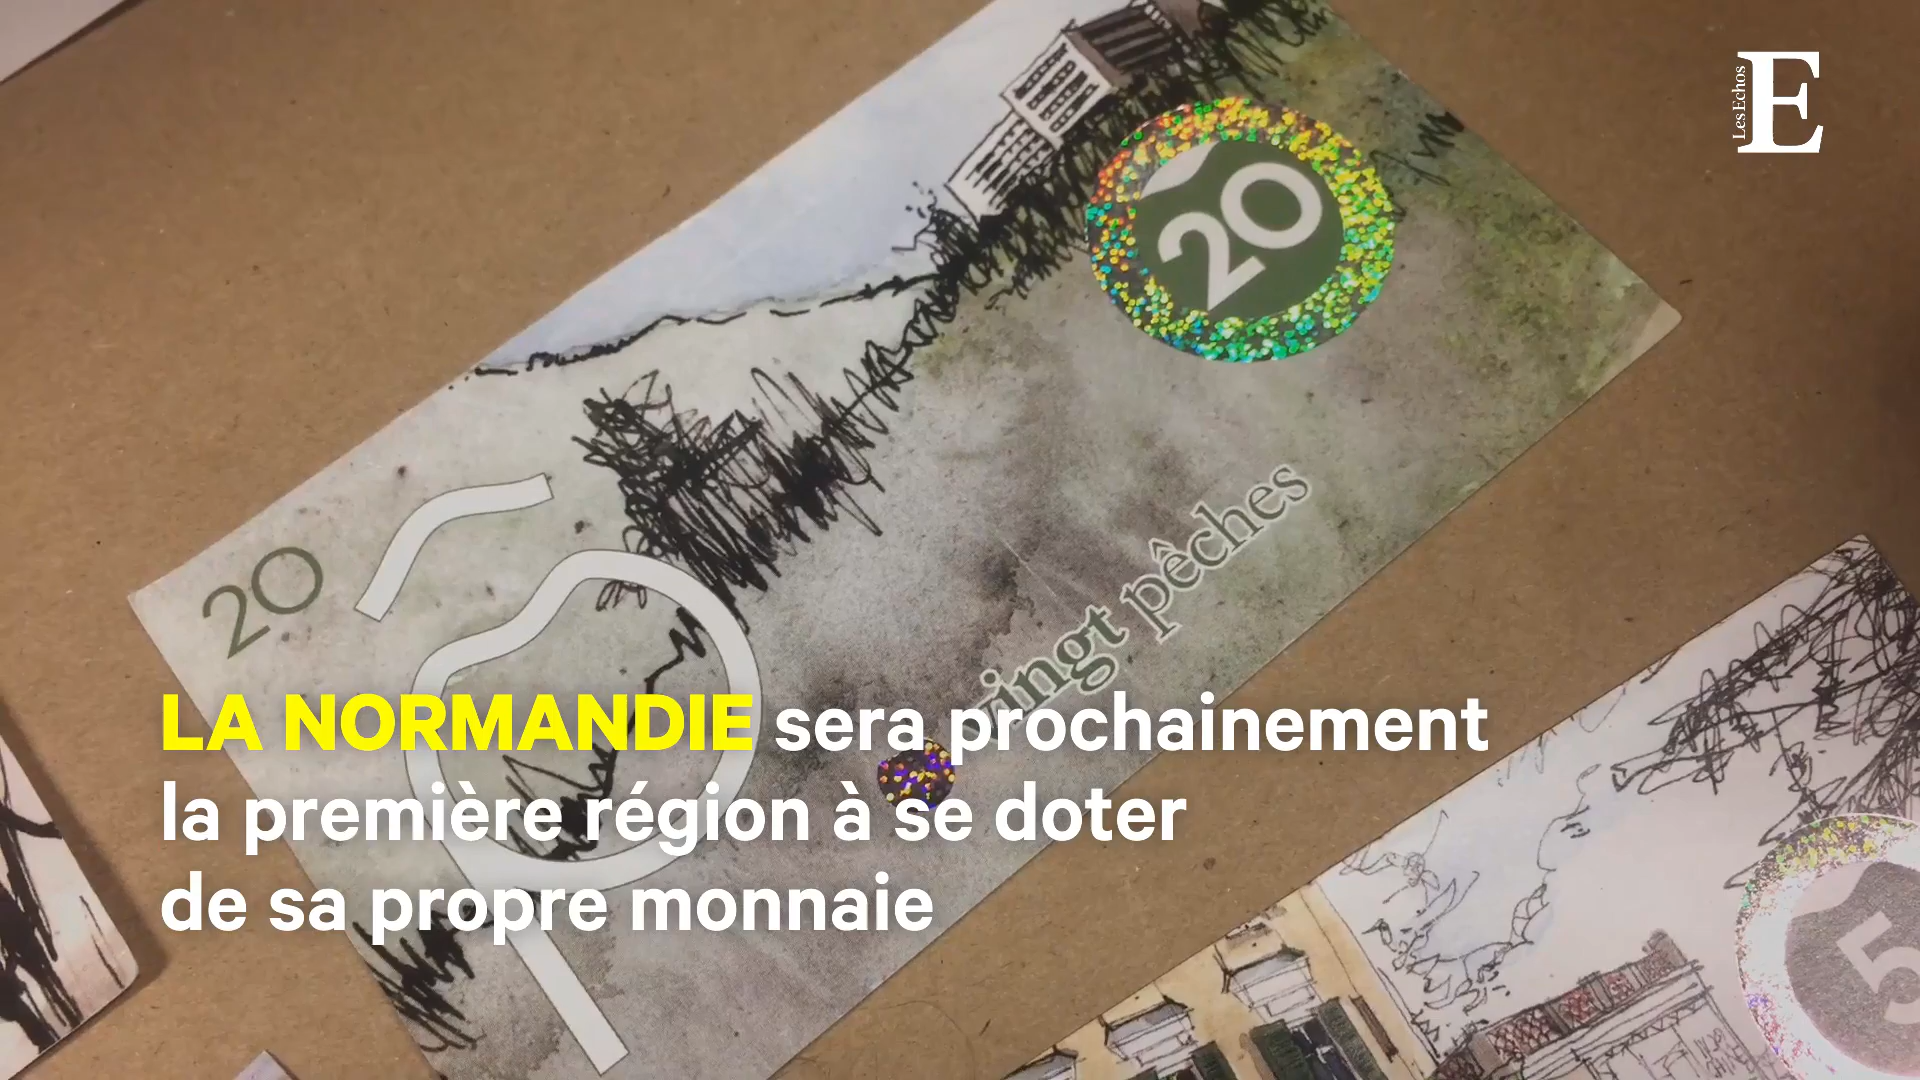 Les Echos
E
20
20
vingt pêches
LA NORMANDIE sera prochainement
la première région à se doter
de sa propre monnaie
5